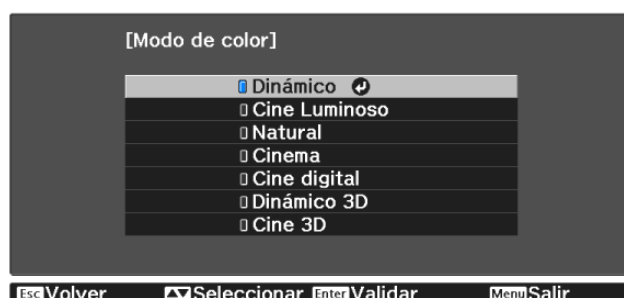 [Modo de color]
Dinámico
Cine Luminoso
Natural
Cinema
Cine digital
Dinámico 3D
Cine 3D
Esc Volver Seleccionar Enter Validar Menu Salir